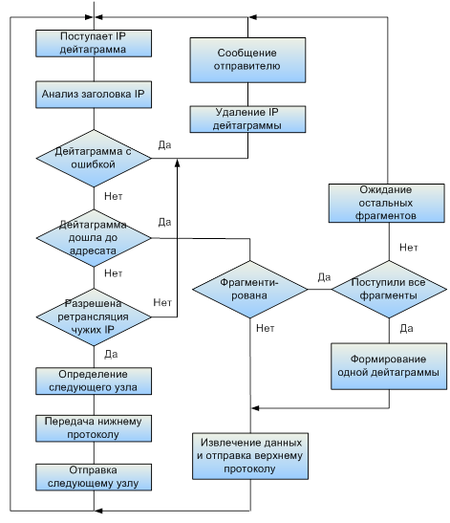 Поступает IP
дейтаграмма
Анализ заголовка IP
Дейтаграмма с
ошибкой
Да
Нет
Сообщение
отправителю
Удаление IP
дейтаграммы
Дейтаграмма
дошла до
адресата
Да
Нет
Разрешена
ретрансляция
чужих IP
Нет
Да
Определение
следующего узла
Передача нижнему
протоколу
Отправка
следующему узлу
Фрагменти-
рована
Да
Нет
Ожидание
остальных
фрагментов
Нет
Поступили все
фрагменты
Да
Формирование
одной дейтаграммы
Извлечение данных
и отправка верхнему
протоколу